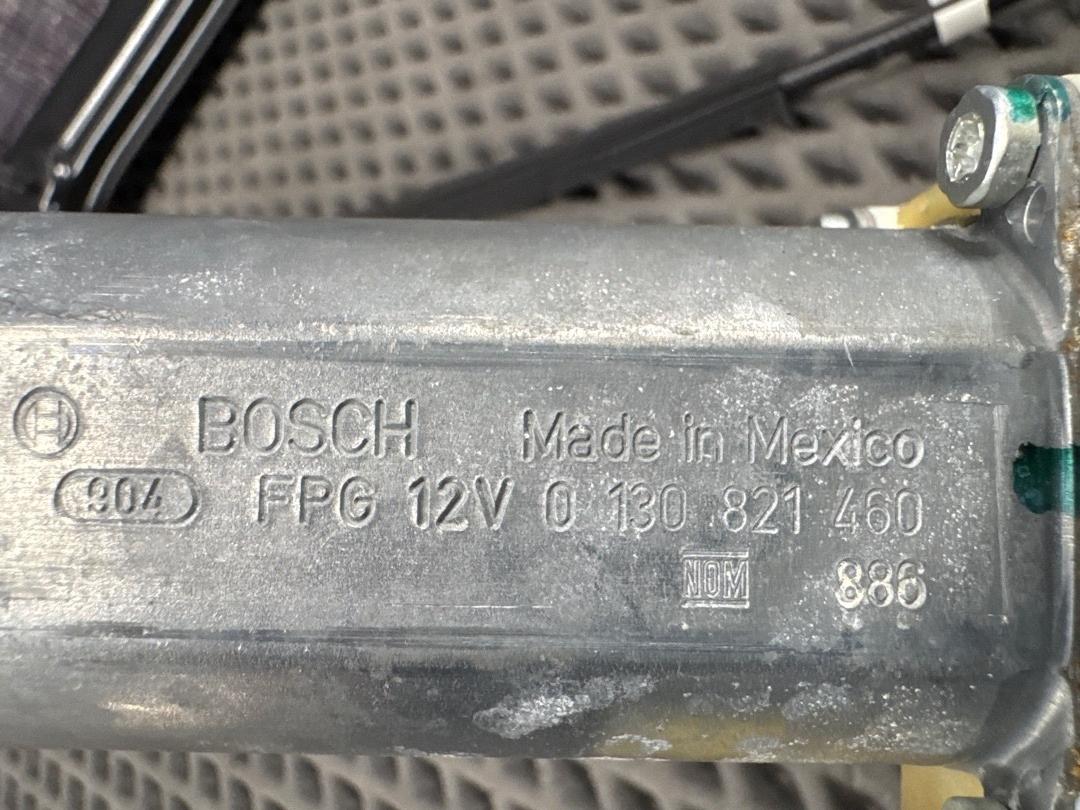 BOSCH Made in Mexico
904 FPG 12V 0 130 821 460
NOM 886